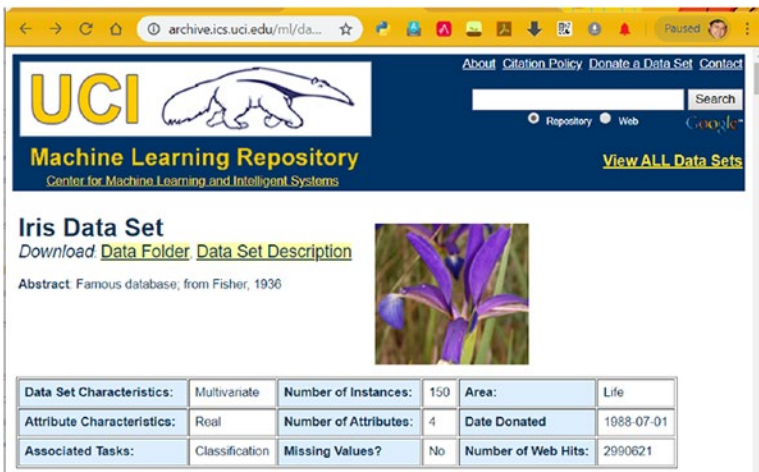 archive.ics.uci.edu/ml/da...
Paused
About Citation Policy Donate a Data Set Contact
UCI
Search
Repository Web
Google™
Machine Learning Repository
View ALL Data Sets
Center for Machine Learning and Intelligent Systems
Iris Data Set
Download: Data Folder, Data Set Description
Abstract: Famous database; from Fisher, 1936
Data Set Characteristics: Multivariate Number of Instances: 150 Area: Life
Attribute Characteristics: Real Number of Attributes: 4 Date Donated 1988-07-01
Associated Tasks: Classification Missing Values? No Number of Web Hits: 2990621